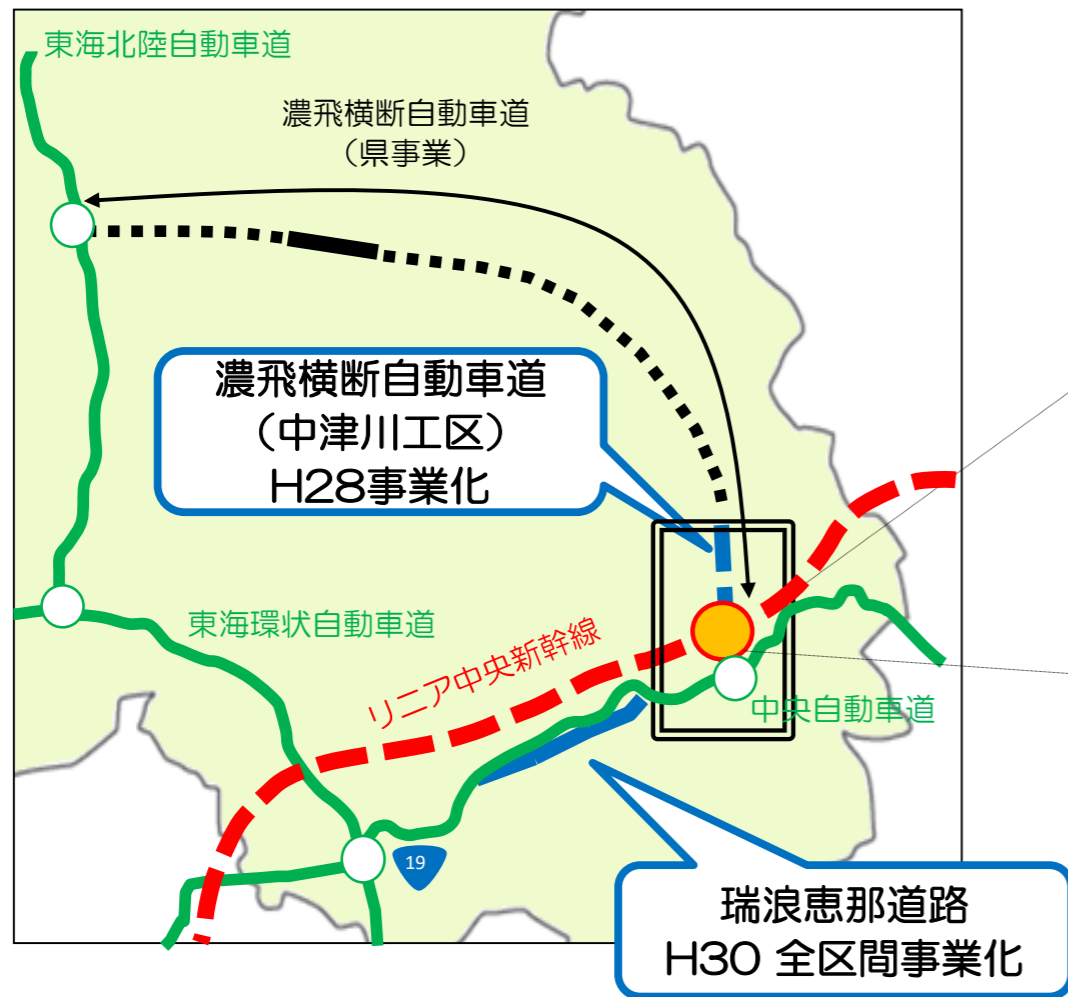 東海北陸自動車道
濃飛横断自動車道
（県事業）
濃飛横断自動車道
（中津川工区）
H28事業化
東海環状自動車道
リニア中央新幹線
中央自動車道
19
瑞浪恵那道路
H30 全区間事業化